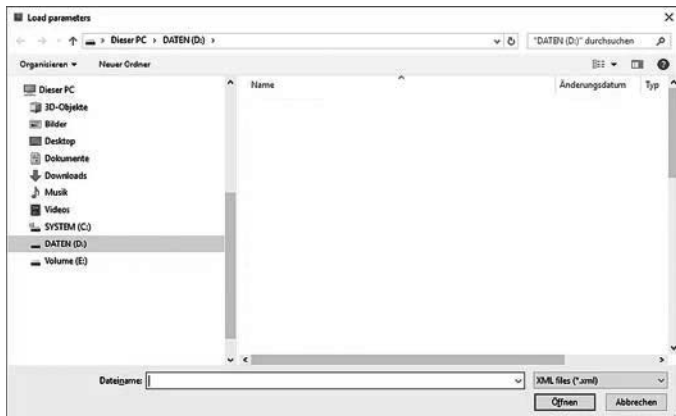 Load parameters
> Dieser PC > DATEN (D:) >
"DATEN (D:)" durchsuchen
Organisieren
Neuer Ordner
Dieser PC
3D-Objekte
Bilder
Desktop
Dokumente
Downloads
Musik
Videos
SYSTEM (C:)
DATEN (D:)
Volume (E:)
Name
Änderungsdatum
Typ
Dateiname:
XML files (*.xml)
Öffnen
Abbrechen